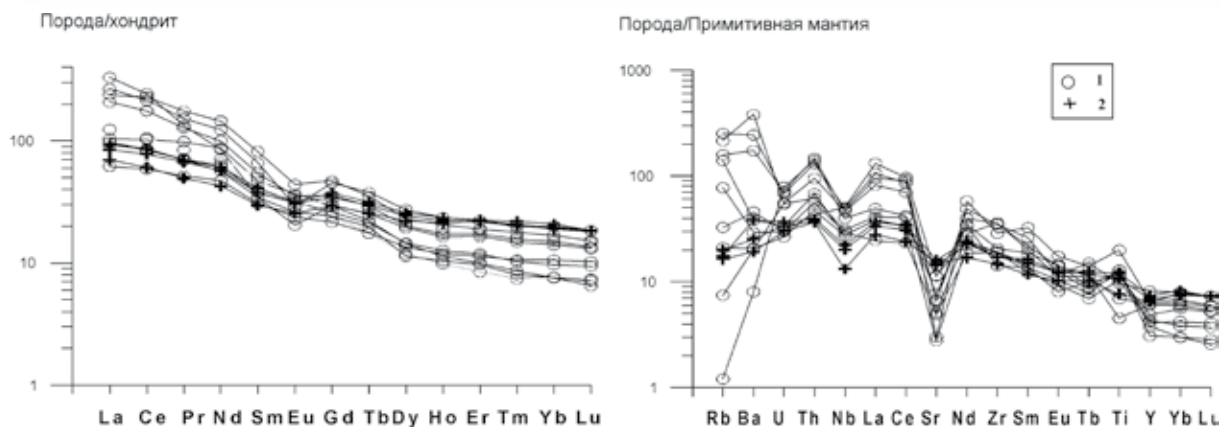 Порода/хондрит
100
10
1
La Ce Pr Nd Sm Eu Gd Tb Dy Ho Er Tm Yb Lu
Порода/Примитивная мантия
1000
100
10
1
1
2
Rb Ba U Th Nb La Ce Sr Nd Zr Sm Eu Tb Ti Y Yb Lu